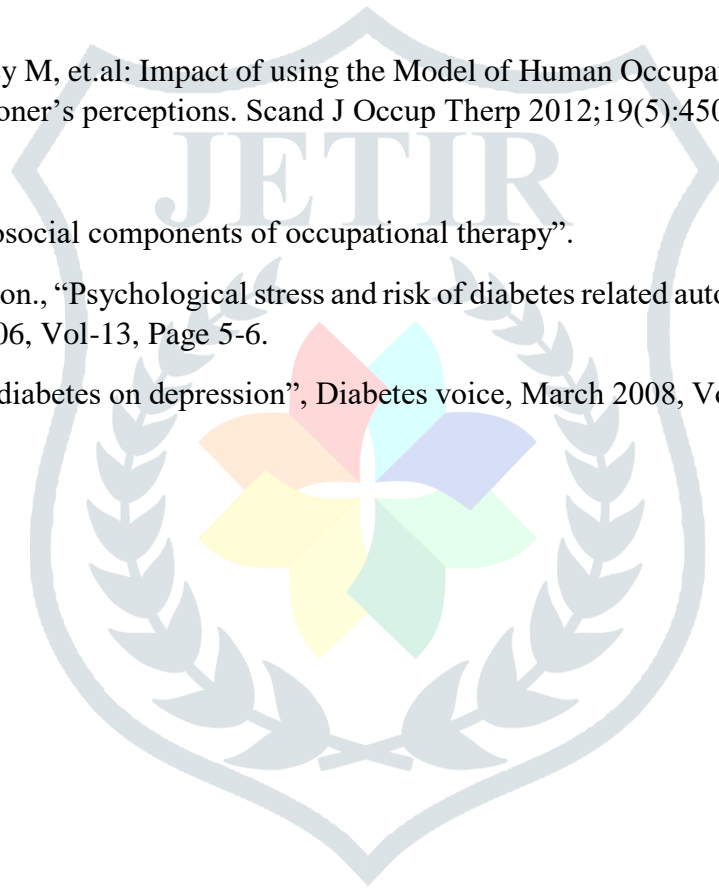 y M, et.al: Impact of using the Model of Human Occupa
oner’s perceptions. Scand J Occup Therp 2012;19(5):450
JETIR
osocial components of occupational therapy”.
on., “Psychological stress and risk of diabetes related auto
06, Vol-13, Page 5-6.
diabetes on depression”, Diabetes voice, March 2008, Vo